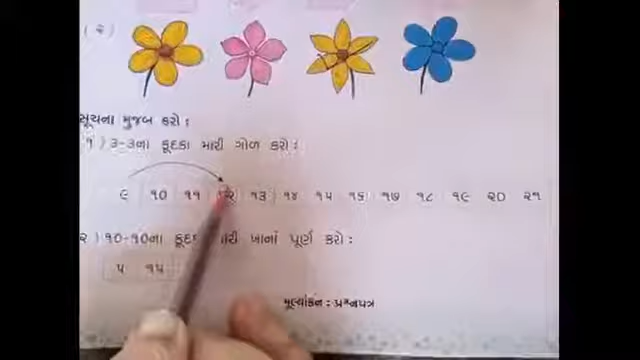 (૨)
સૂચના મુજબ કરો :
૧) ૩-૩ના કૂદકા મારી ગોળ કરો :
૯ ૧૦ ૧૧ ૧૨ ૧૩ ૧૪ ૧૫ ૧૬ ૧૭ ૧૮ ૧૯ ૨૦ ૨૧
૨) ૧૦-૧૦ના કૂદકા મારી ખાનાં પૂર્ણ કરો :
૫ ૧૫
મૂલ્યાંકન : પ્રશ્નપત્ર